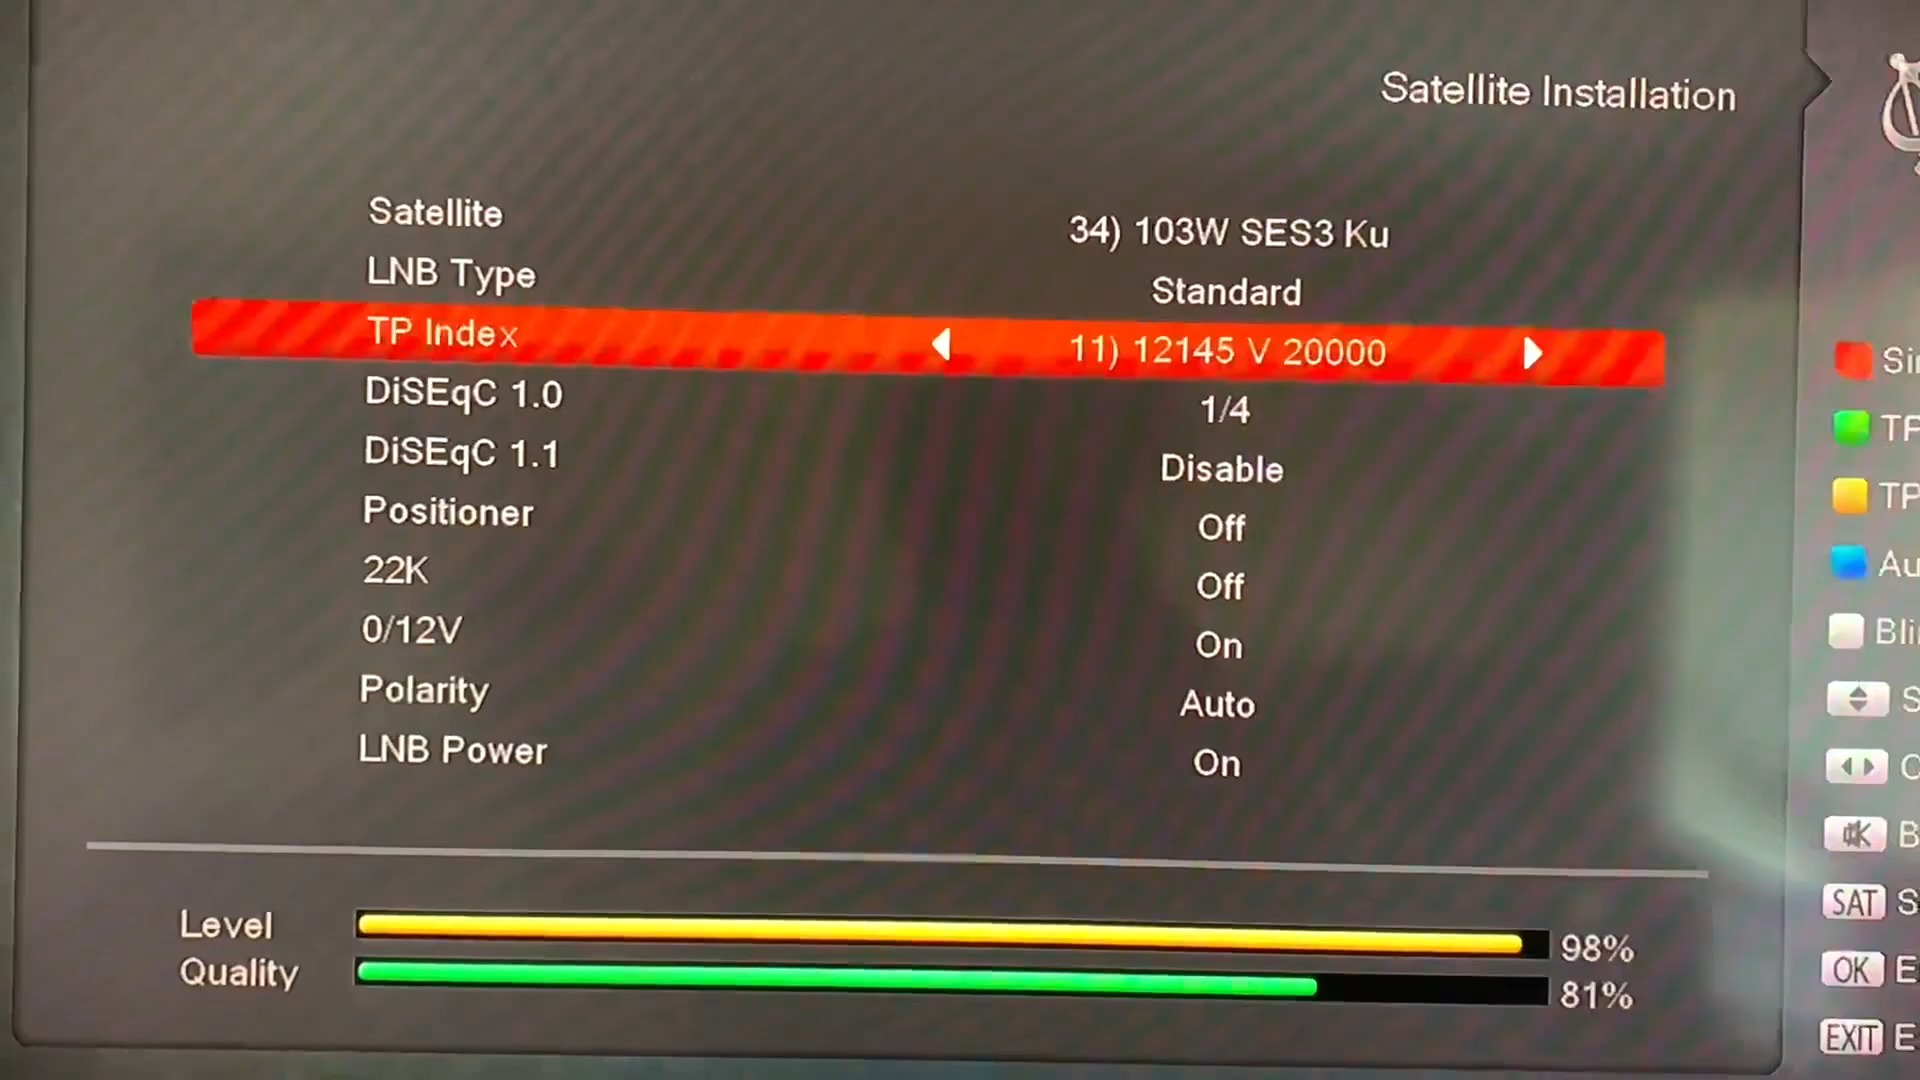 Satellite Installation
Satellite 34) 103W SES3 Ku
LNB Type Standard
TP Index 11) 12145 V 20000
DiSEqC 1.0 1/4
DiSEqC 1.1 Disable
Positioner Off
22K Off
0/12V On
Polarity Auto
LNB Power On
Level 98%
Quality 81%
TP
TP
SAT
OK
EXIT